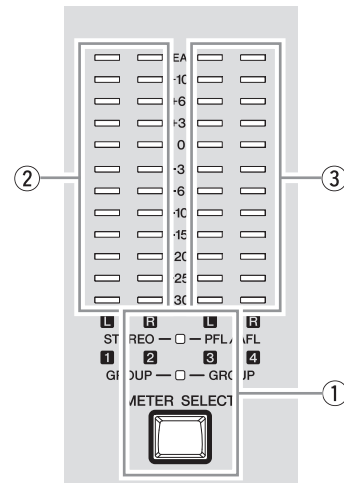 PEAK
+10
+6
+3
0
-3
② ③
-6
-10
-15
-20
-25
-30
L R L R
STEREO PFL/AFL
1 2 3 4
GROUP GROUP
①
METER SELECT